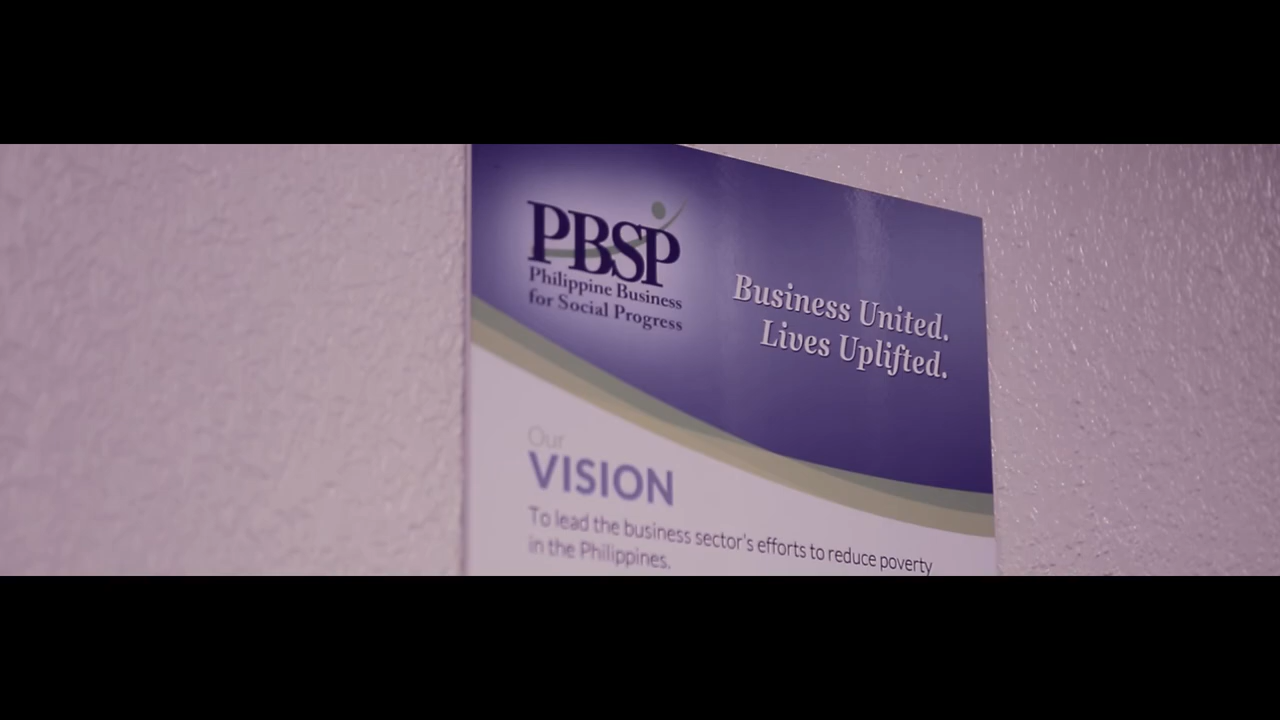 PBSP
Philippine Business
for Social Progress
Business United.
Lives Uplifted.
Our
VISION
To lead the business sector's efforts to reduce poverty
in the Philippines.